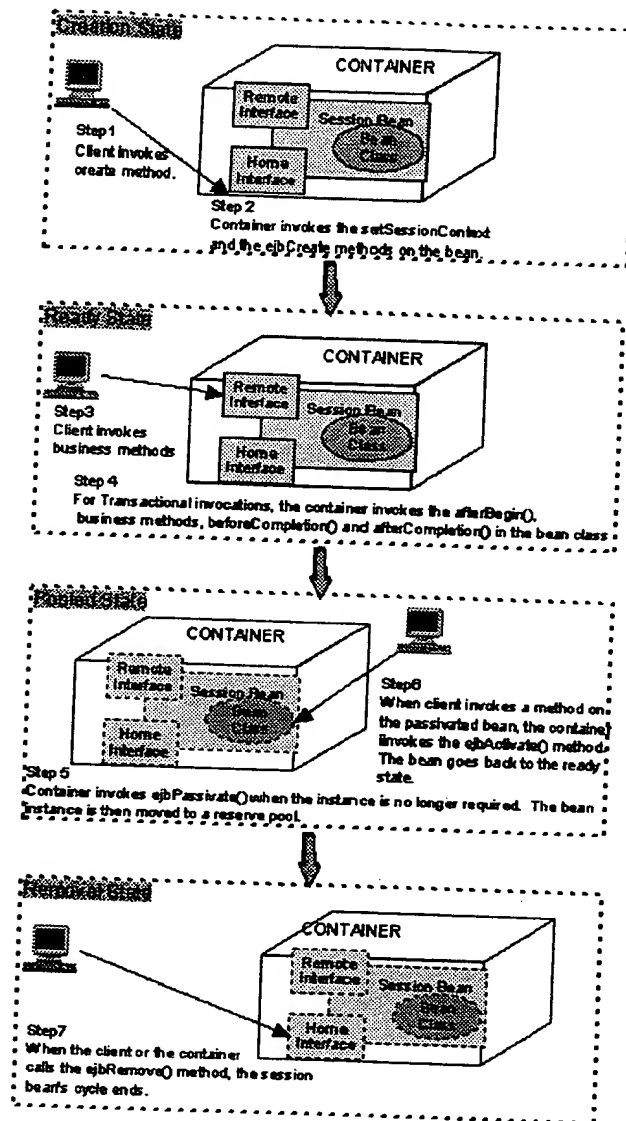 Creation State
CONTAINER
Remote
Interface
Session Bean
Bean
Class
Home
Interface
Step1
Client invokes
create method.
Step 2
Container invokes the setSessionContext
and the ejbCreate methods on the bean.
Ready State
CONTAINER
Remote
Interface
Session Bean
Bean
Class
Home
Interface
Step3
Client invokes
business methods
Step 4
For Transactional invocations, the container invokes the afterBegin(),
business methods, beforeCompletion() and afterCompletion() in the bean class
Pooled State
CONTAINER
Remote
Interface
Session Bean
Bean
Class
Home
Interface
Step6
When client invokes a method on
the passivated bean, the container
invokes the ejbActivate() method.
The bean goes back to the ready
state.
Step 5
Container invokes ejbPassivate() when the instance is no longer required. The bean
instance is then moved to a reserve pool.
Removal State
CONTAINER
Remote
Interface
Session Bean
Bean
Class
Home
Interface
Step7
When the client or the container
calls the ejbRemove() method, the session
bean's cycle ends.